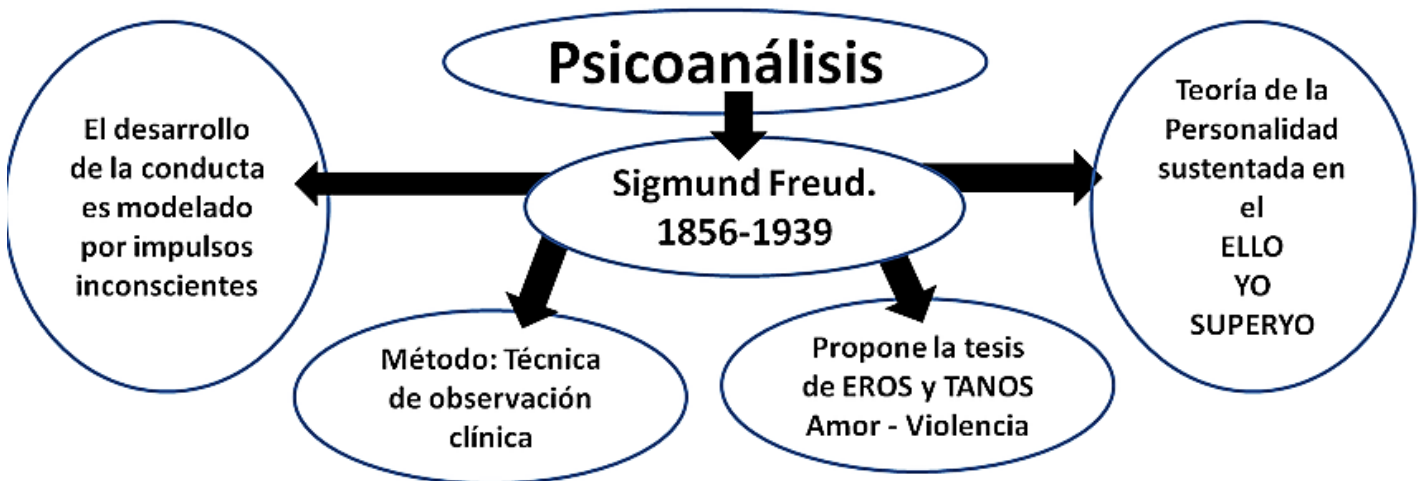 Psicoanálisis
Sigmund Freud.
1856-1939
El desarrollo
de la conducta
es modelado
por impulsos
inconscientes
Método: Técnica
de observación
clínica
Propone la tesis
de EROS y TANOS
Amor - Violencia
Teoría de la
Personalidad
sustentada en
el
ELLO
YO
SUPERYO